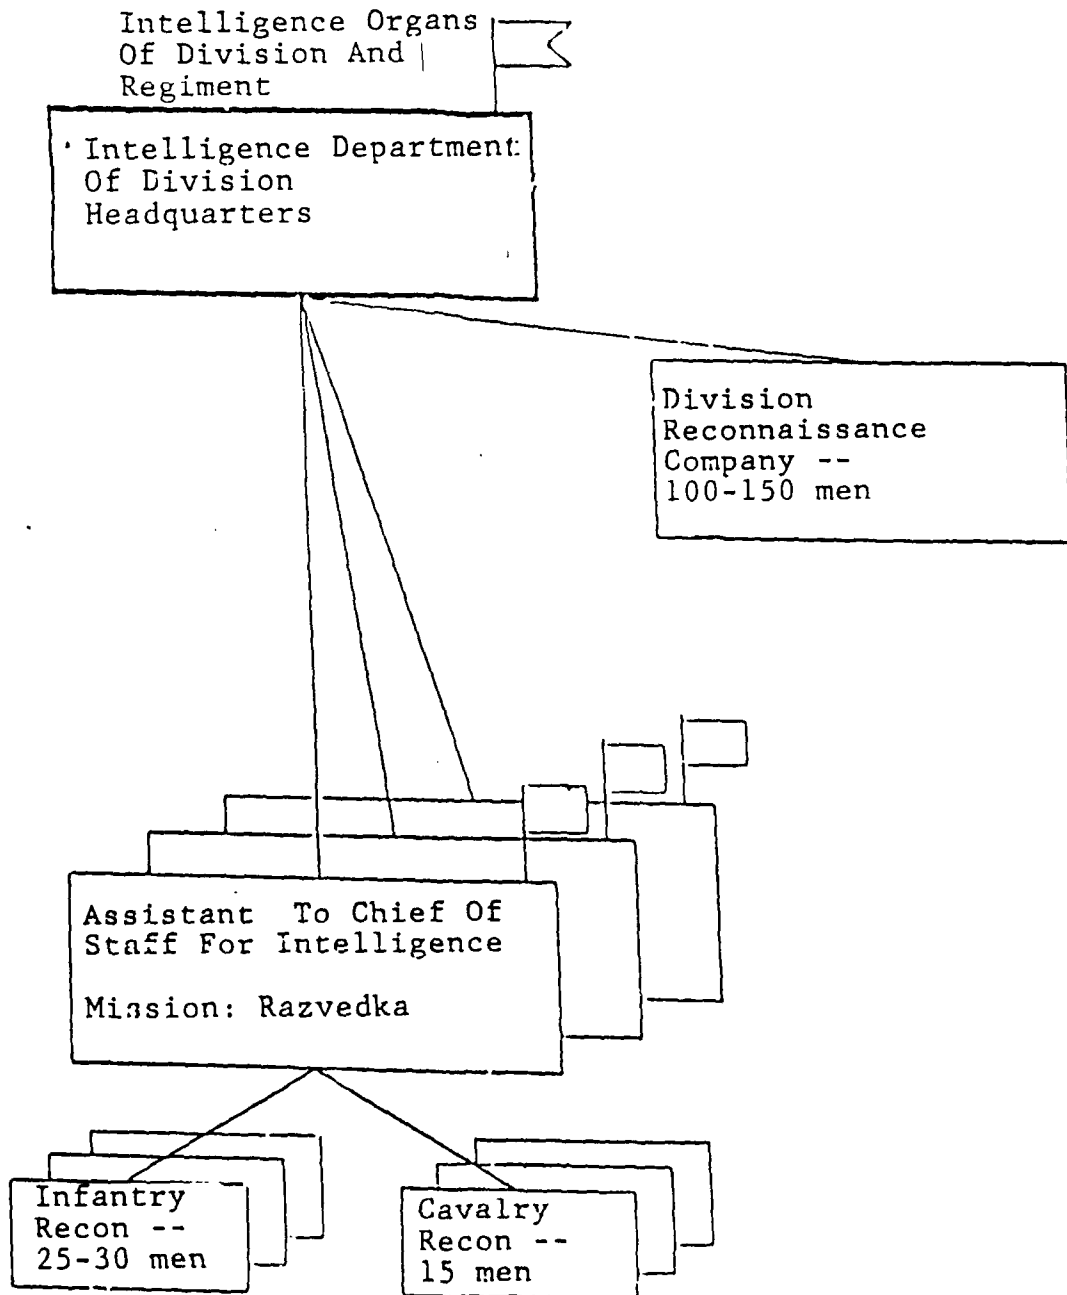 Intelligence Organs
Of Division And
Regiment
Intelligence Department
Of Division
Headquarters
Division
Reconnaissance
Company --
100-150 men
Assistant To Chief Of
Staff For Intelligence
Mission: Razvedka
Infantry
Recon --
25-30 men
Cavalry
Recon --
15 men